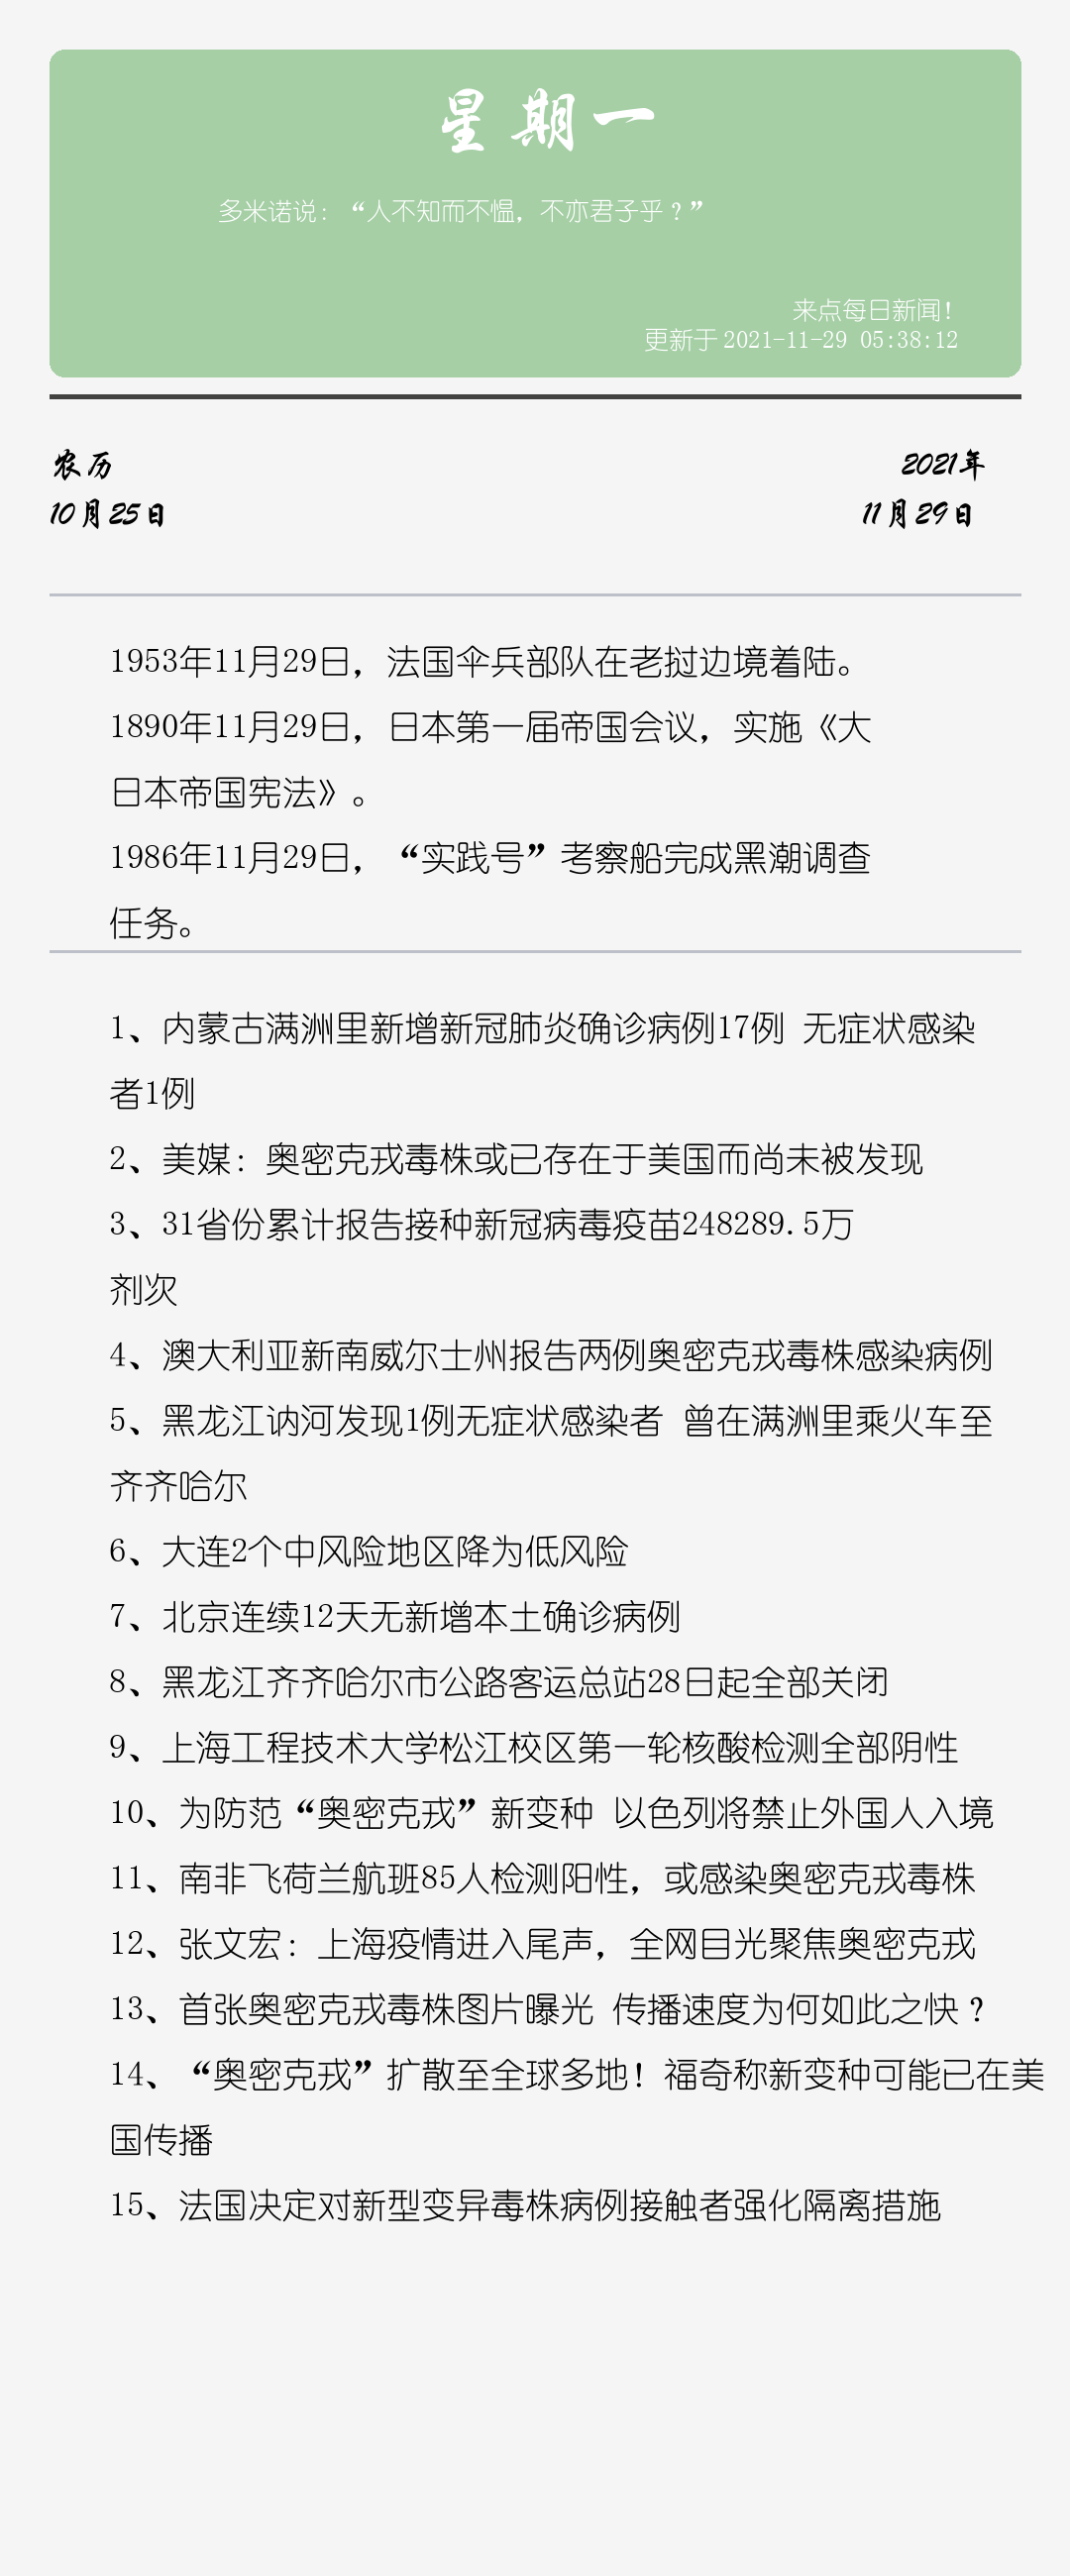 星期一
多米诺说：“人不知而不愠，不亦君子乎？”
来点每日新闻！
更新于 2021-11-29 05:38:12
农历
2021年
10月25日
11月29日
1953年11月29日，法国伞兵部队在老挝边境着陆。
1890年11月29日，日本第一届帝国会议，实施《大
日本帝国宪法》。
1986年11月29日，“实践号”考察船完成黑潮调查
任务。
1、内蒙古满洲里新增新冠肺炎确诊病例17例 无症状感染
者1例
2、美媒：奥密克戎毒株或已存在于美国而尚未被发现
3、31省份累计报告接种新冠病毒疫苗248289.5万
剂次
4、澳大利亚新南威尔士州报告两例奥密克戎毒株感染病例
5、黑龙江讷河发现1例无症状感染者 曾在满洲里乘火车至
齐齐哈尔
6、大连2个中风险地区降为低风险
7、北京连续12天无新增本土确诊病例
8、黑龙江齐齐哈尔市公路客运总站28日起全部关闭
9、上海工程技术大学松江校区第一轮核酸检测全部阴性
10、为防范“奥密克戎”新变种 以色列将禁止外国人入境
11、南非飞荷兰航班85人检测阳性，或感染奥密克戎毒株
12、张文宏：上海疫情进入尾声，全网目光聚焦奥密克戎
13、首张奥密克戎毒株图片曝光 传播速度为何如此之快？
14、“奥密克戎”扩散至全球多地！福奇称新变种可能已在美
国传播
15、法国决定对新型变异毒株病例接触者强化隔离措施